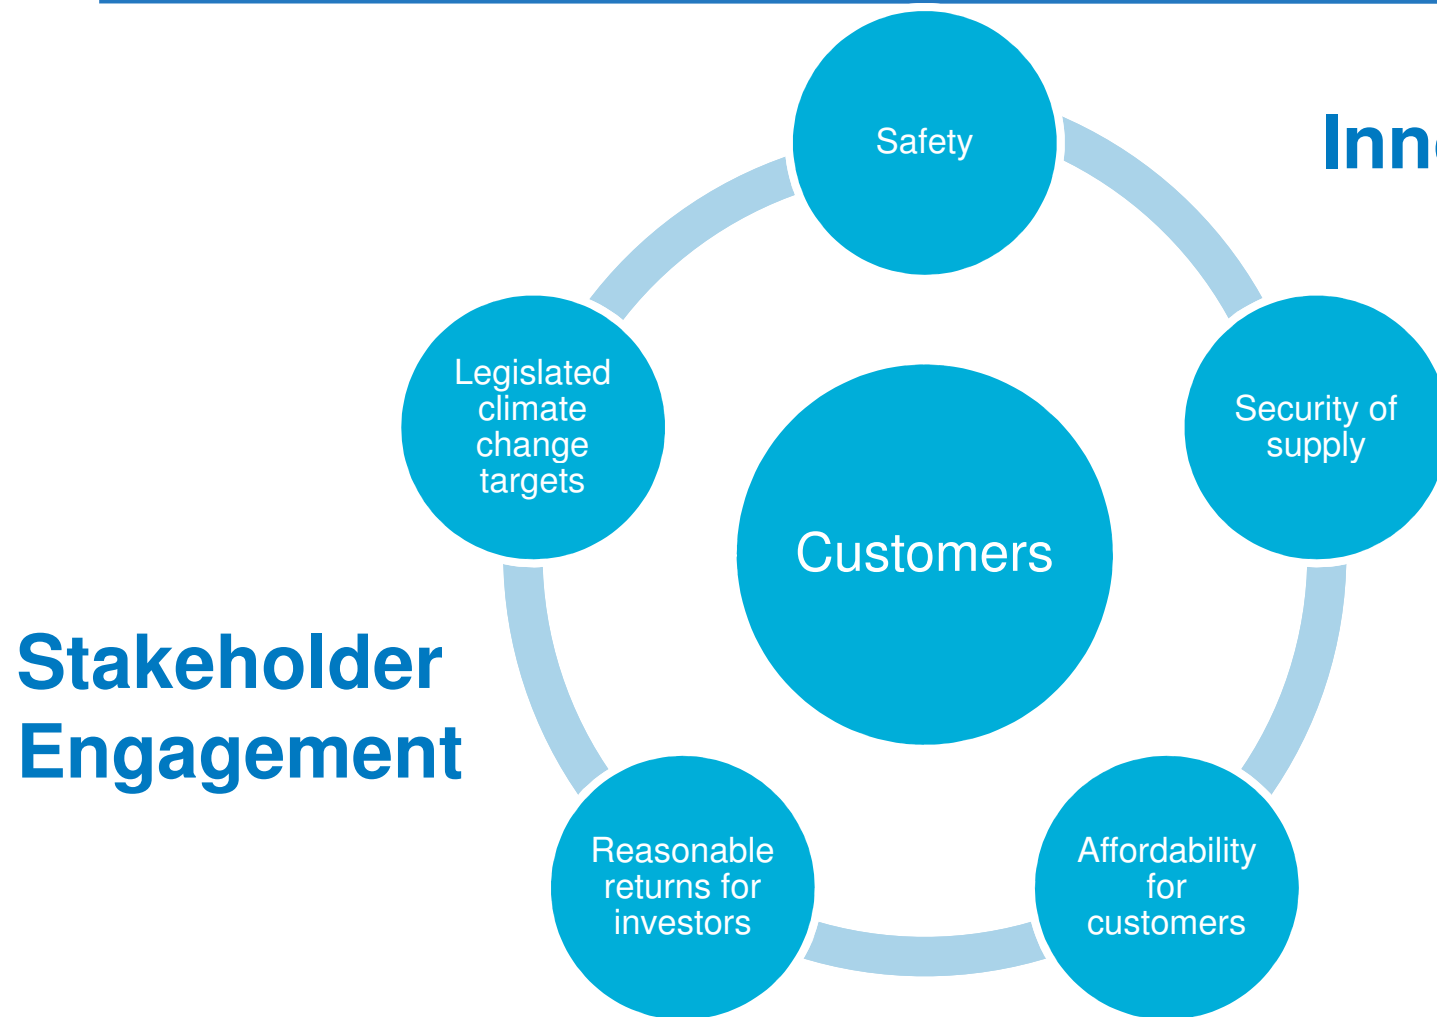 Safety
Legislated
climate
change
targets
Security of
supply
Customers
Stakeholder
Engagement
Reasonable
returns for
investors
Affordability
for
customers